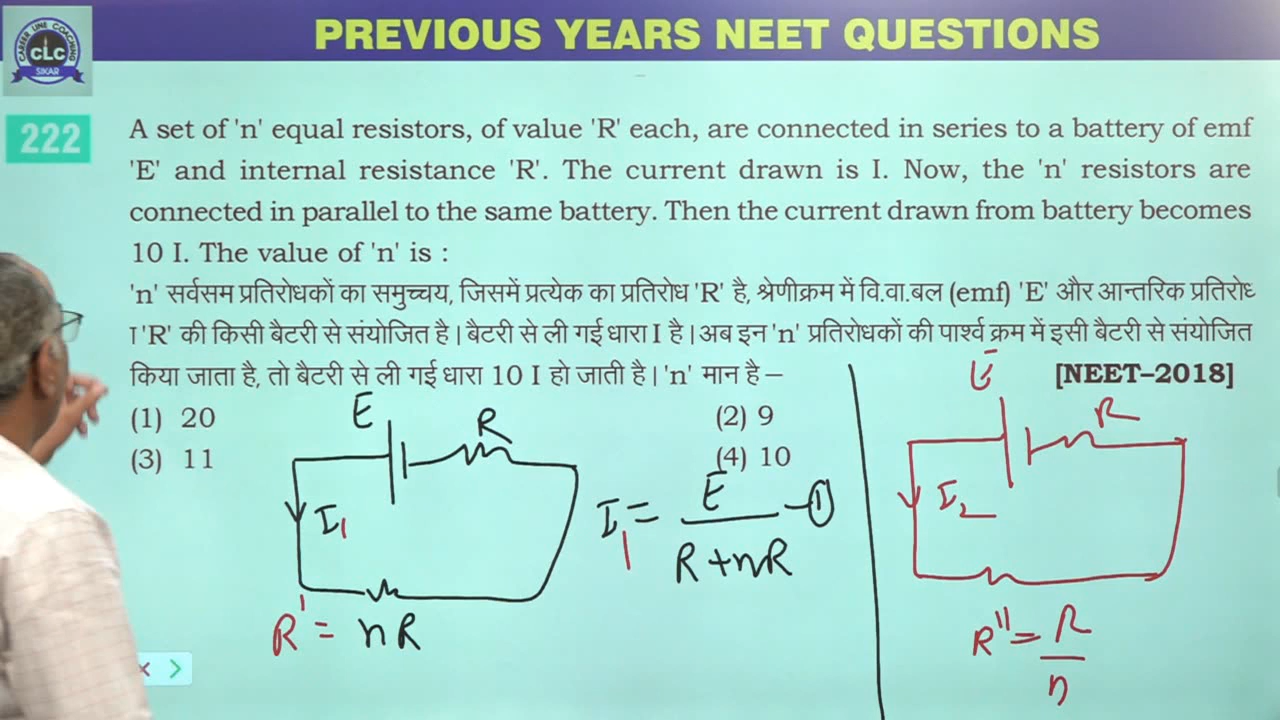 CAREER LINE COACHING
CLC
SIKAR
PREVIOUS YEARS NEET QUESTIONS
222
A set of 'n' equal resistors, of value 'R' each, are connected in series to a battery of emf
'E' and internal resistance 'R'. The current drawn is I. Now, the 'n' resistors are
connected in parallel to the same battery. Then the current drawn from battery becomes
10 I. The value of 'n' is :
'n' सर्वसम प्रतिरोधकों का समुच्चय, जिसमें प्रत्येक का प्रतिरोध 'R' है, श्रेणीक्रम में वि.वा.बल (emf) 'E' और आन्तरिक प्रतिरोध
ा 'R' की किसी बैटरी से संयोजित है। बैटरी से ली गई धारा I है। अब इन 'n' प्रतिरोधकों की पार्श्व क्रम में इसी बैटरी से संयोजित
किया जाता है, तो बैटरी से ली गई धारा 10 I हो जाती है। 'n' मान है –
[NEET–2018]
(1) 20
(2) 9
(3) 11
(4) 10
E
R
I₁
R' = nR
I₁ = E / (R + nR) – ①
E
R
I₂
R'' = R / n